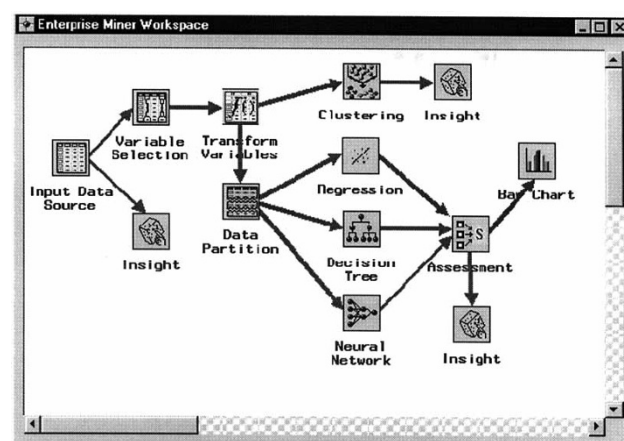 Enterprise Miner Workspace
Clustering
Insight
Variable
Selection
Transform
Variables
Input Data
Source
Insight
Data
Partition
Regression
Decision
Tree
Neural
Network
Assessment
S
Bar Chart
Insight